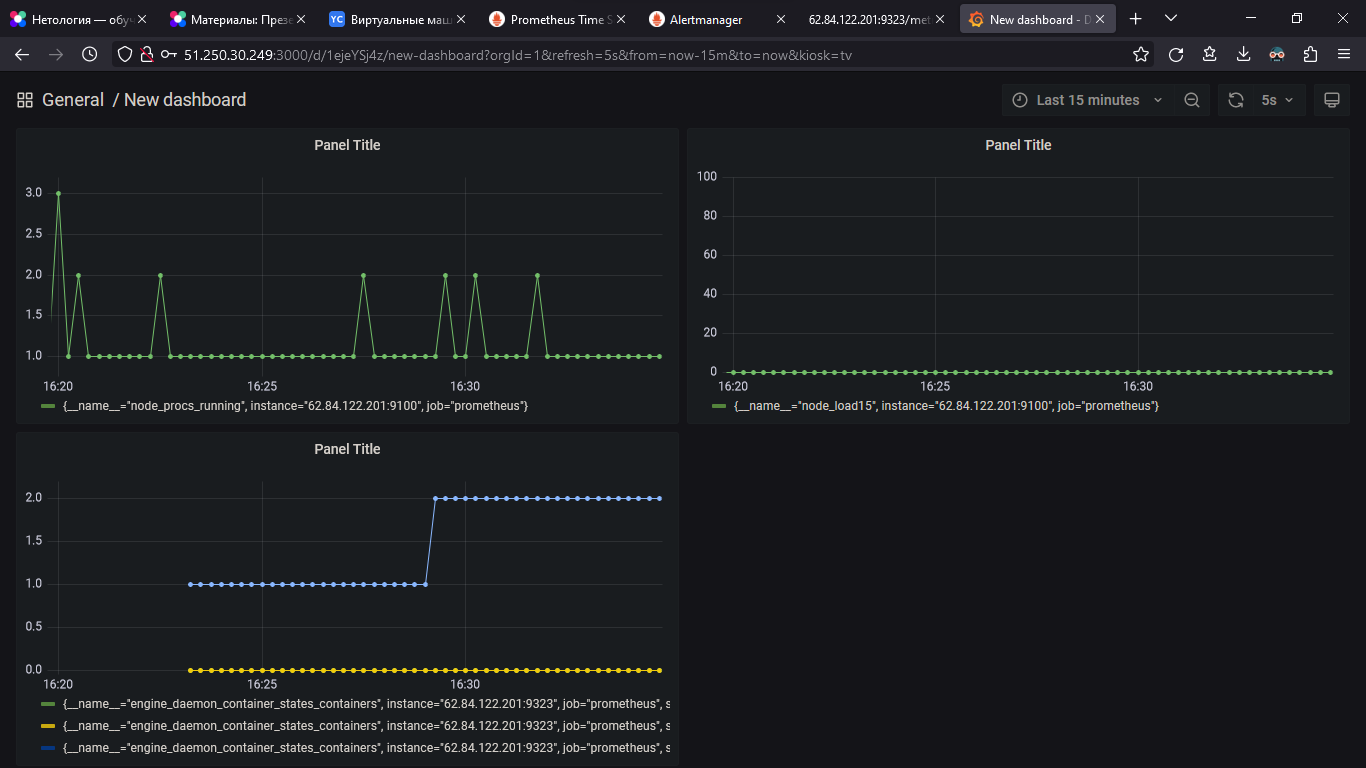 Нетология — обуч
Материалы: През
YC Виртуальные маш
Prometheus Time S
Alertmanager
62.84.122.201:9323/met
New dashboard - D
51.250.30.249:3000/d/1ejeYSj4z/new-dashboard?orgId=1&refresh=5s&from=now-15m&to=now&kiosk=tv
General / New dashboard
Last 15 minutes
5s
Panel Title
3.0
2.5
2.0
1.5
1.0
16:20 16:25 16:30
{__name__="node_procs_running", instance="62.84.122.201:9100", job="prometheus"}
Panel Title
100
80
60
40
20
0
16:20 16:25 16:30
{__name__="node_load15", instance="62.84.122.201:9100", job="prometheus"}
Panel Title
2.0
1.5
1.0
0.5
0.0
16:20 16:25 16:30
{__name__="engine_daemon_container_states_containers", instance="62.84.122.201:9323", job="prometheus", s
{__name__="engine_daemon_container_states_containers", instance="62.84.122.201:9323", job="prometheus", s
{__name__="engine_daemon_container_states_containers", instance="62.84.122.201:9323", job="prometheus", s